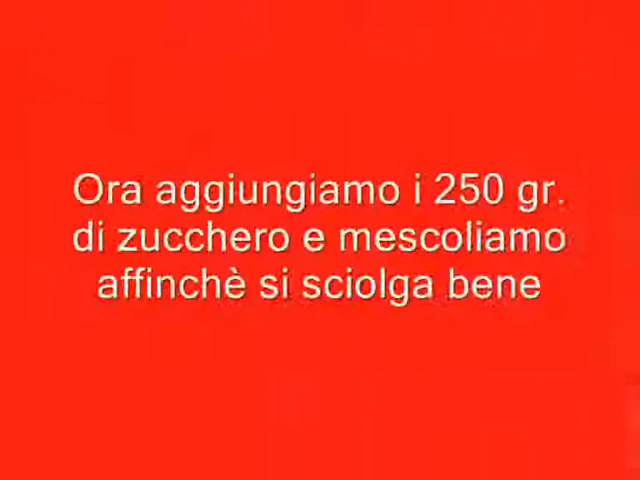 Ora aggiungiamo i 250 gr.
di zucchero e mescoliamo
affinchè si sciolga bene